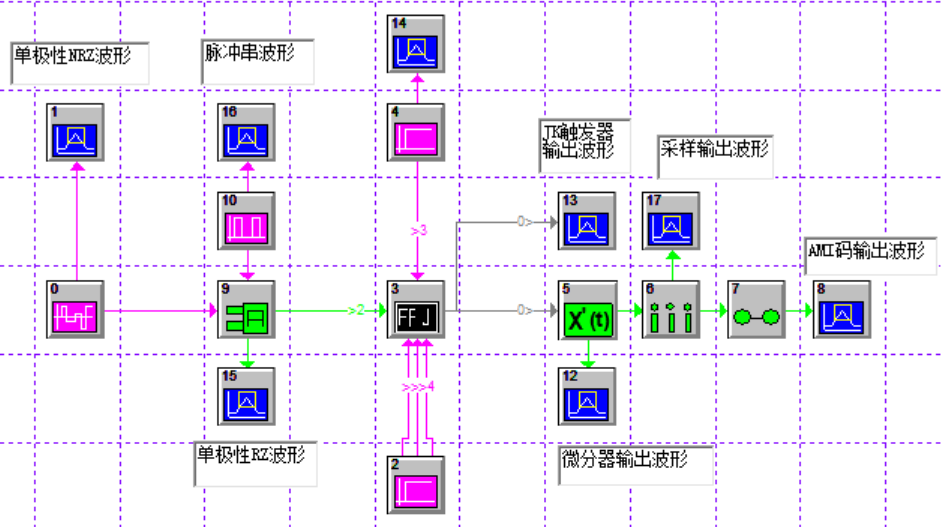 14
单极性NRZ波形
脉冲串波形
1
16
4
JK触发器
输出波形
采样输出波形
10
>3
13
17
0>
AMI码输出波形
0
9
3
5
6
7
8
A
>2
FF J
0>
X'(t)
15
12
>>>4
单极性RZ波形
2
微分器输出波形